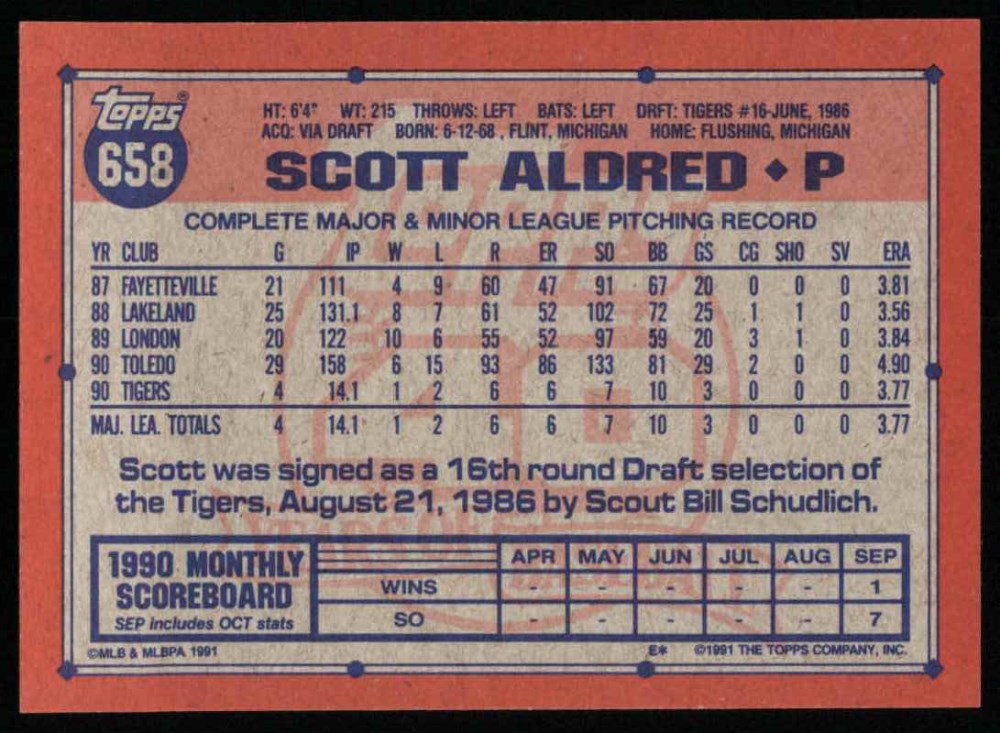 Topps®
658
HT: 6'4" WT: 215 THROWS: LEFT BATS: LEFT DRFT: TIGERS #16-JUNE, 1986
ACQ: VIA DRAFT BORN: 6-12-68, FLINT, MICHIGAN HOME: FLUSHING, MICHIGAN
SCOTT ALDRED ♦ P
COMPLETE MAJOR & MINOR LEAGUE PITCHING RECORD
YR CLUB G IP W L R ER SO BB GS CG SHO SV ERA
87 FAYETTEVILLE 21 111 4 9 60 47 91 67 20 0 0 0 3.81
88 LAKELAND 25 131.1 8 7 61 52 102 72 25 1 1 0 3.56
89 LONDON 20 122 10 6 55 52 97 59 20 3 1 0 3.84
90 TOLEDO 29 158 6 15 93 86 133 81 29 2 0 0 4.90
90 TIGERS 4 14.1 1 2 6 6 7 10 3 0 0 0 3.77
MAJ. LEA. TOTALS 4 14.1 1 2 6 6 7 10 3 0 0 0 3.77
Scott was signed as a 16th round Draft selection of
the Tigers, August 21, 1986 by Scout Bill Schudlich.
1990 MONTHLY
SCOREBOARD
SEP includes OCT stats
APR MAY JUN JUL AUG SEP
WINS - - - - - 1
SO - - - - - 7
©MLB & MLBPA 1991 E* ©1991 THE TOPPS COMPANY, INC.